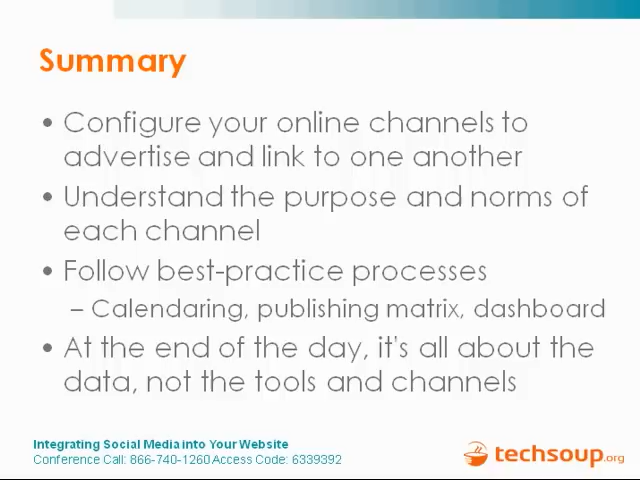 Summary
• Configure your online channels to
advertise and link to one another
• Understand the purpose and norms of
each channel
• Follow best-practice processes
– Calendaring, publishing matrix, dashboard
• At the end of the day, it's all about the
data, not the tools and channels
Integrating Social Media into Your Website
Conference Call: 866-740-1260 Access Code: 6339392
techsoup.org